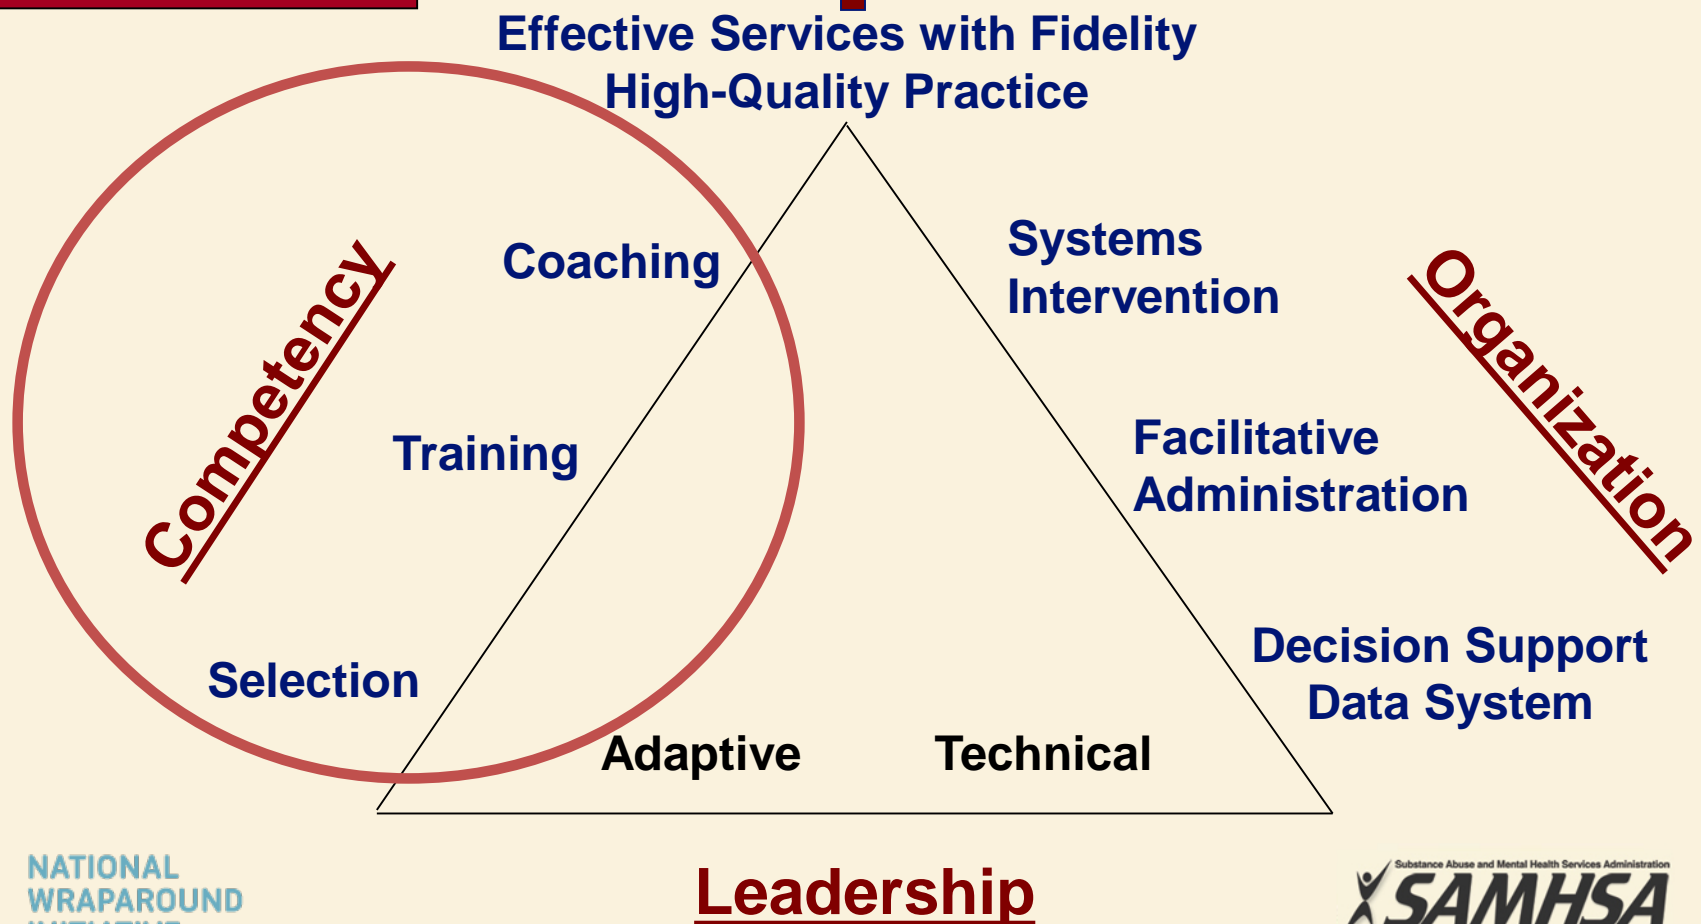 Effective Services with Fidelity
High-Quality Practice
Coaching
Systems
Intervention
Competency
Organization
Training
Facilitative
Administration
Selection
Decision Support
Data System
Adaptive
Technical
Leadership
NATIONAL
WRAPAROUND
Substance Abuse and Mental Health Services Administration
SAMHSA